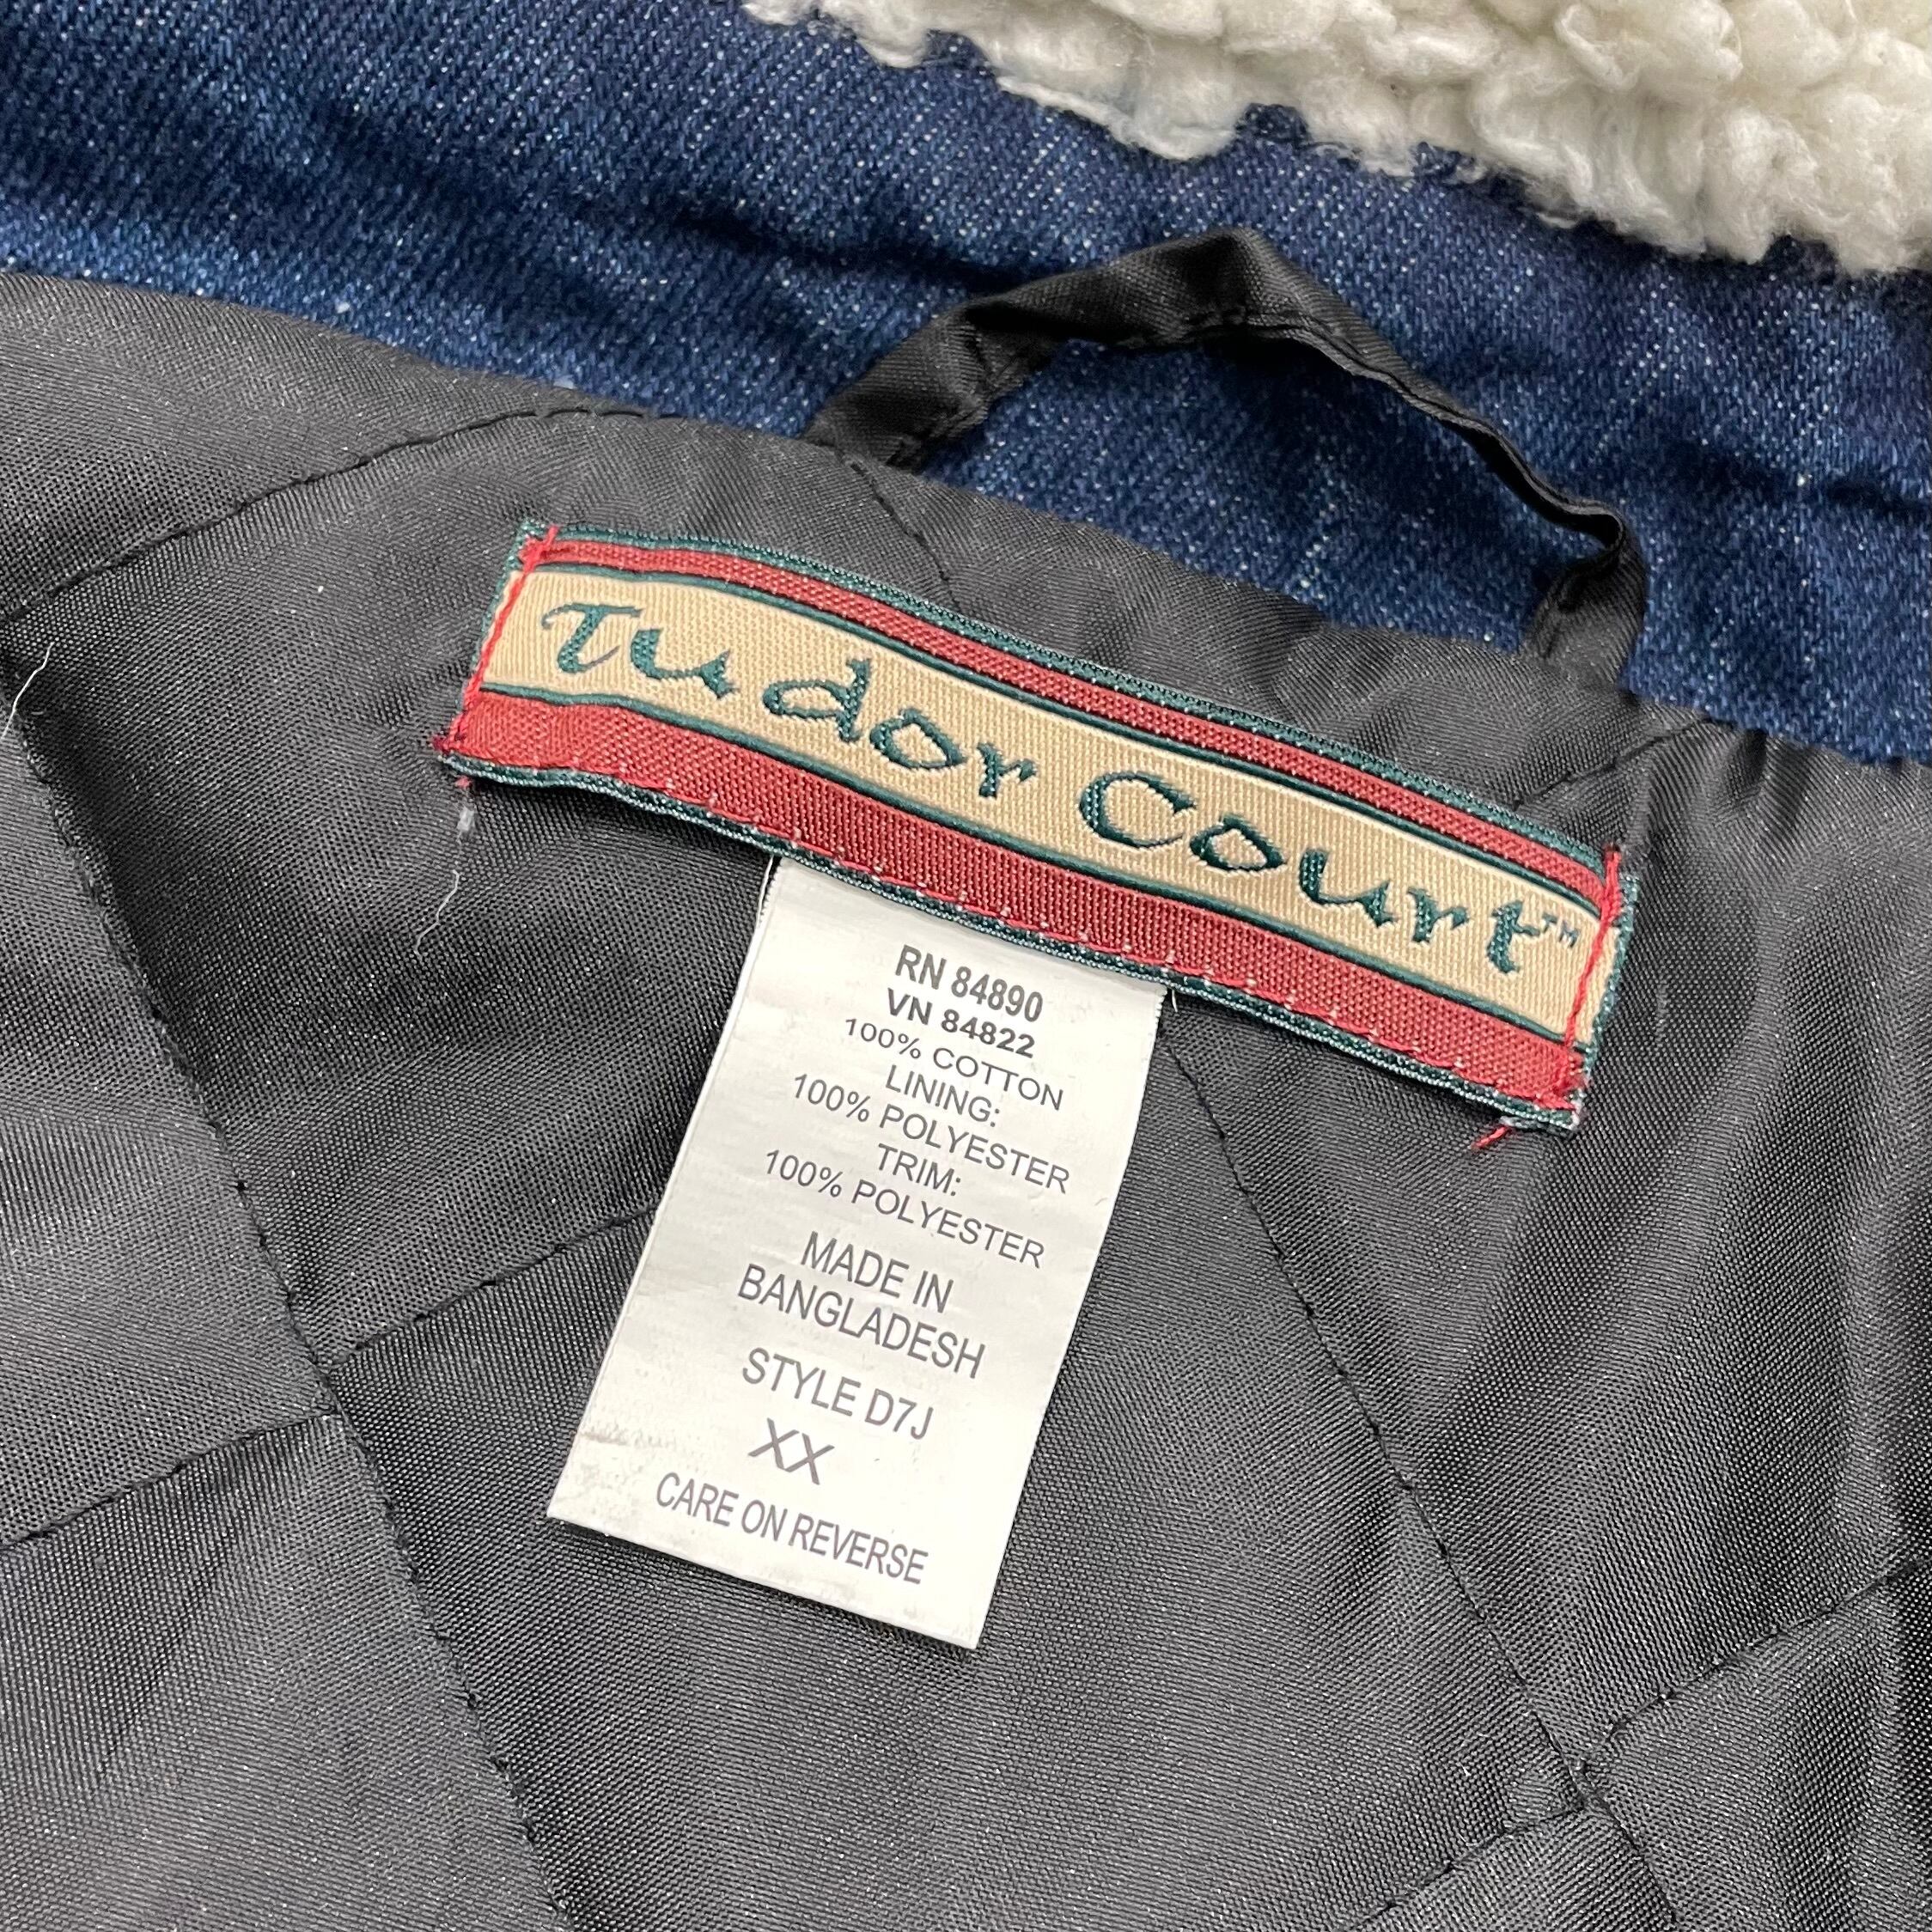 Tudor Court™
RN 84890
VN 84822
100% COTTON
LINING:
100% POLYESTER
TRIM:
100% POLYESTER
MADE IN
BANGLADESH
STYLE D7J
XX
CARE ON REVERSE